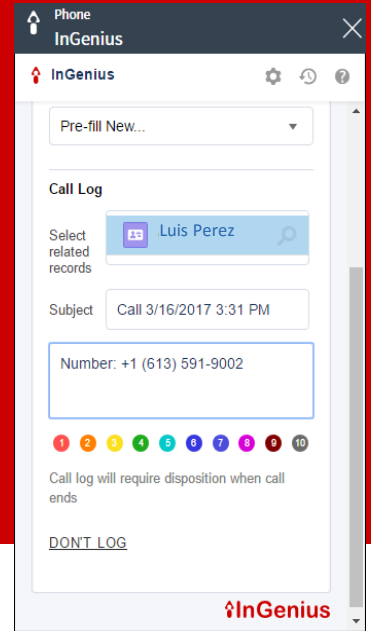 Phone
InGenius
InGenius
Pre-fill New...
Call Log
Select
related
records
Luis Perez
Subject
Call 3/16/2017 3:31 PM
Number: +1 (613) 591-9002
1 2 3 4 5 6 7 8 9 10
Call log will require disposition when call
ends
DON'T LOG
InGenius